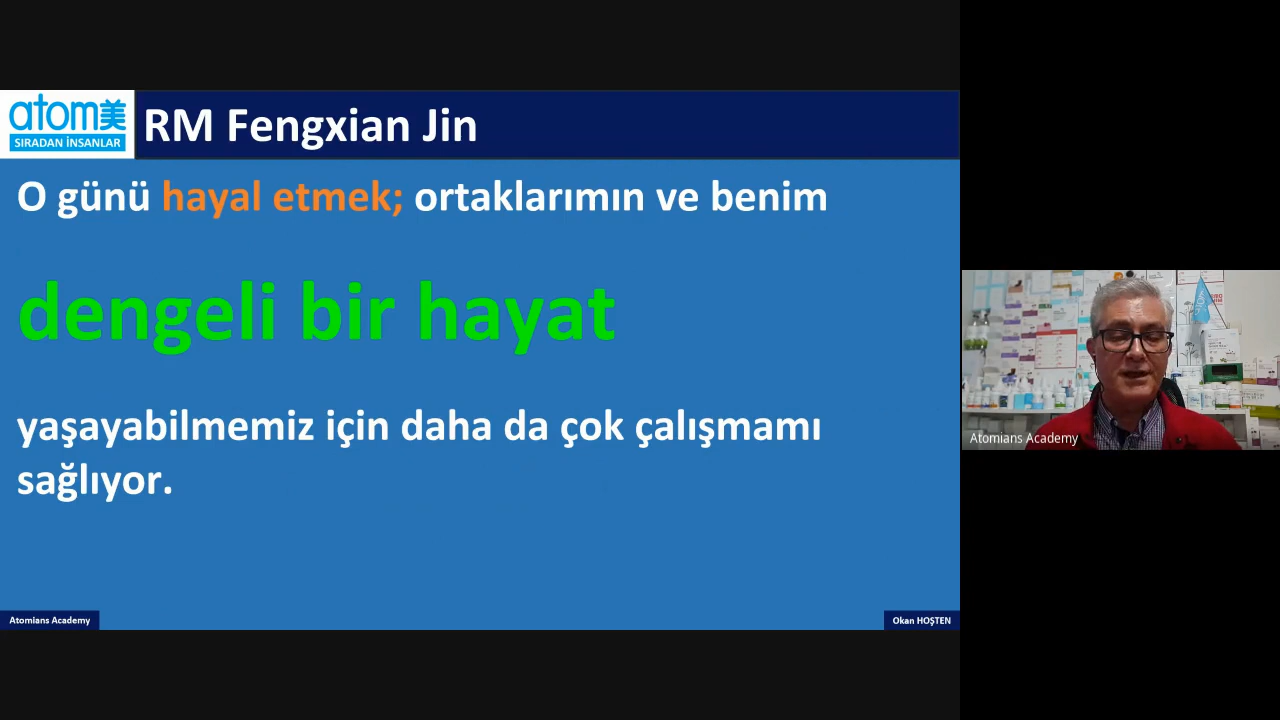 atom美
SIRADAN İNSANLAR
RM Fengxian Jin
O günü hayal etmek; ortaklarımın ve benim
dengeli bir hayat
yaşayabilmemiz için daha da çok çalışmamı
sağlıyor.
Atomians Academy
Okan HOŞTEN
Atomians Academy